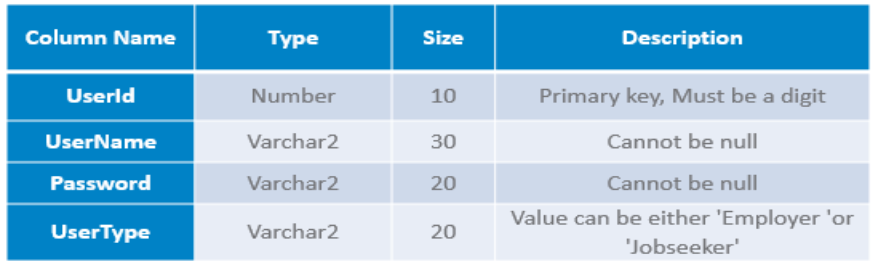 Column Name Type Size Description
UserId Number 10 Primary key, Must be a digit
UserName Varchar2 30 Cannot be null
Password Varchar2 20 Cannot be null
UserType Varchar2 20 Value can be either 'Employer 'or
'Jobseeker'